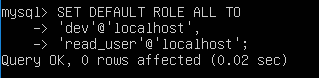 mysql> SET DEFAULT ROLE ALL TO
    -> 'dev'@'localhost',
    -> 'read_user'@'localhost';
Query OK, 0 rows affected (0.02 sec)